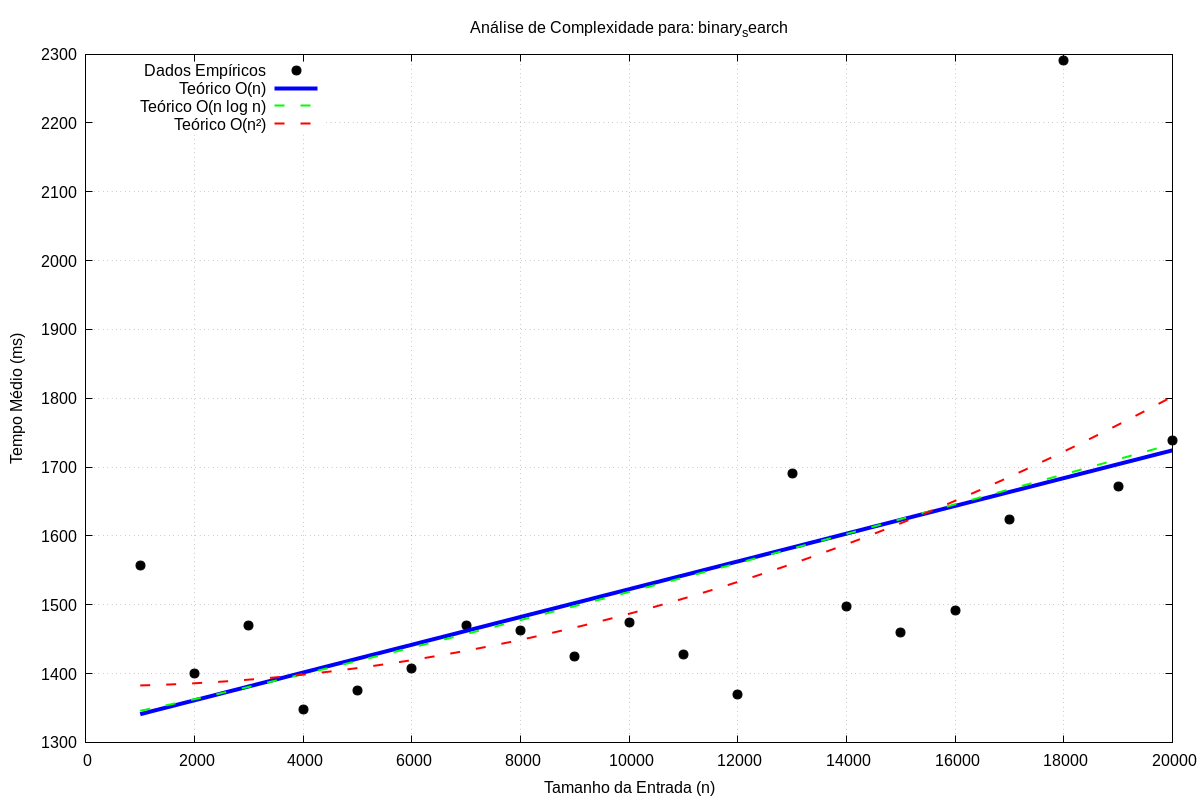 Análise de Complexidade para: binarysearch
Dados Empíricos
Teórico O(n)
Teórico O(n log n)
Teórico O(n²)
2300
2200
2100
2000
1900
1800
1700
1600
1500
1400
1300
Tempo Médio (ms)
0 2000 4000 6000 8000 10000 12000 14000 16000 18000 20000
Tamanho da Entrada (n)